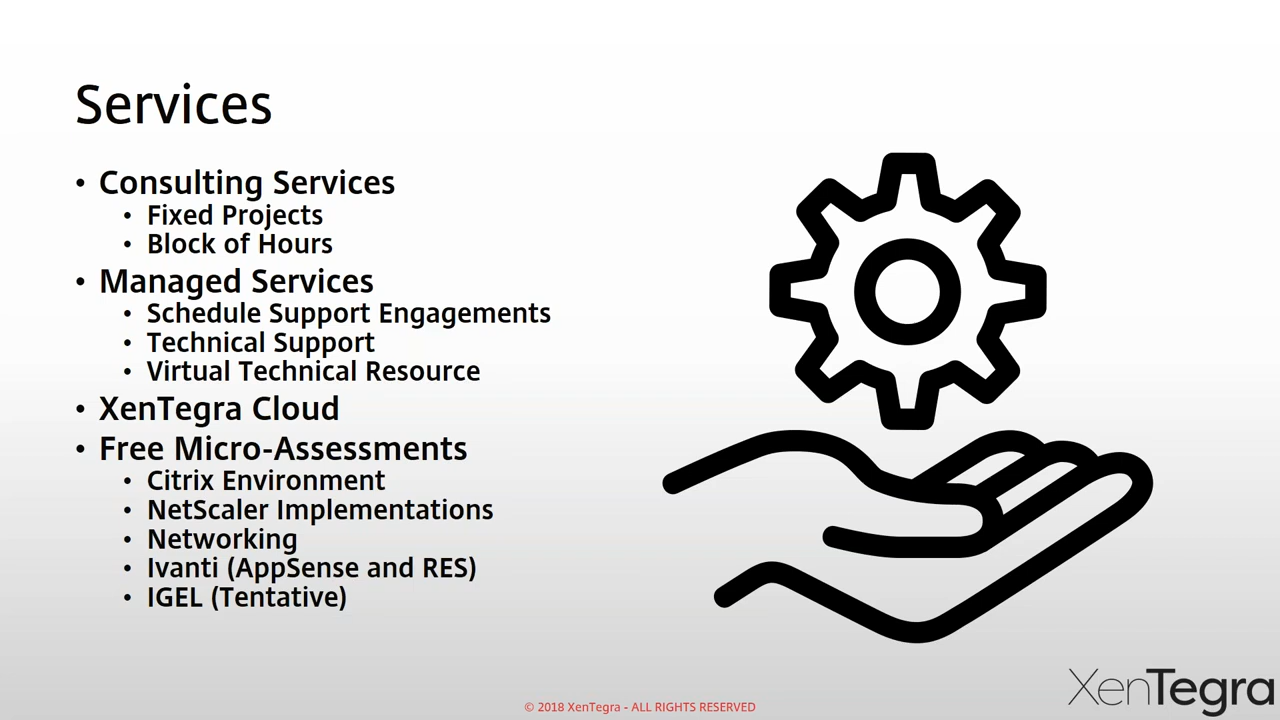 Services
• Consulting Services
• Fixed Projects
• Block of Hours
• Managed Services
• Schedule Support Engagements
• Technical Support
• Virtual Technical Resource
• XenTegra Cloud
• Free Micro-Assessments
• Citrix Environment
• NetScaler Implementations
• Networking
• Ivanti (AppSense and RES)
• IGEL (Tentative)
© 2018 XenTegra - ALL RIGHTS RESERVED
XenTegra